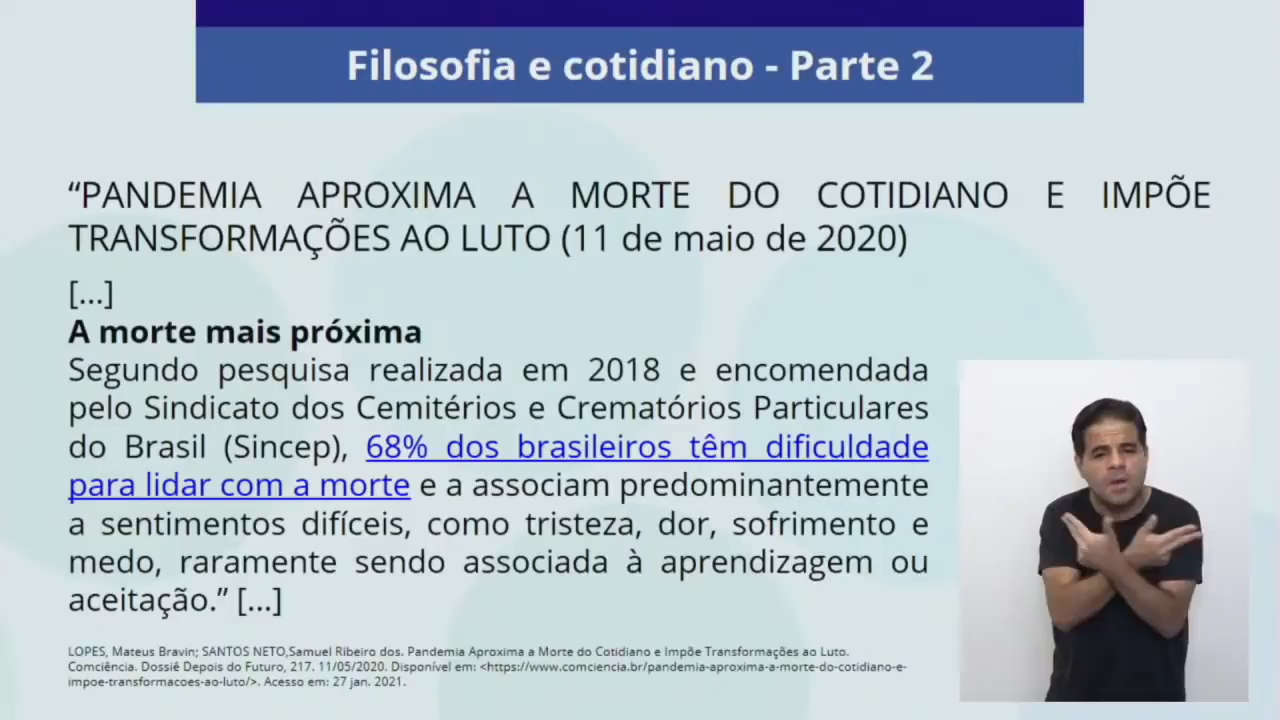 Filosofia e cotidiano - Parte 2
“PANDEMIA APROXIMA A MORTE DO COTIDIANO E IMPÕE
TRANSFORMAÇÕES AO LUTO (11 de maio de 2020)
[...]
A morte mais próxima
Segundo pesquisa realizada em 2018 e encomendada
pelo Sindicato dos Cemitérios e Crematórios Particulares
do Brasil (Sincep), 68% dos brasileiros têm dificuldade
para lidar com a morte e a associam predominantemente
a sentimentos difíceis, como tristeza, dor, sofrimento e
medo, raramente sendo associada à aprendizagem ou
aceitação.” [...]
LOPES, Mateus Bravin; SANTOS NETO,Samuel Ribeiro dos. Pandemia Aproxima a Morte do Cotidiano e Impõe Transformações ao Luto.
Comciência. Dossiê Depois do Futuro, 217. 11/05/2020. Disponível em: <https://www.comciencia.br/pandemia-aproxima-a-morte-do-cotidiano-e-
impoe-transformacoes-ao-luto/>. Acesso em: 27 jan. 2021.